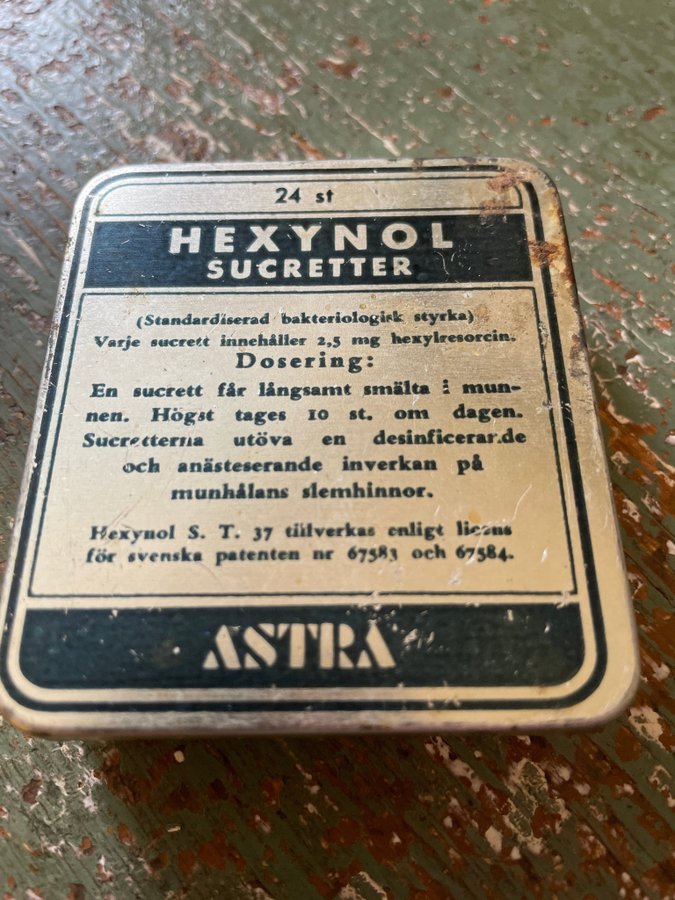 24 st
HEXYNOL
SUCRETTER
(Standardiserad bakteriologisk styrka)
Varje sucrett innehåller 2,5 mg hexylresorcin.
Dosering:
En sucrett får långsamt smälta i mun-
nen. Högst tages 10 st. om dagen.
Sucretterna utöva en desinficerande
och anästeserande inverkan på
munhålans slemhinnor.
Hexynol S. T. 37 tillverkas enligt licens
för svenska patenten nr 67583 och 67584.
ASTRA